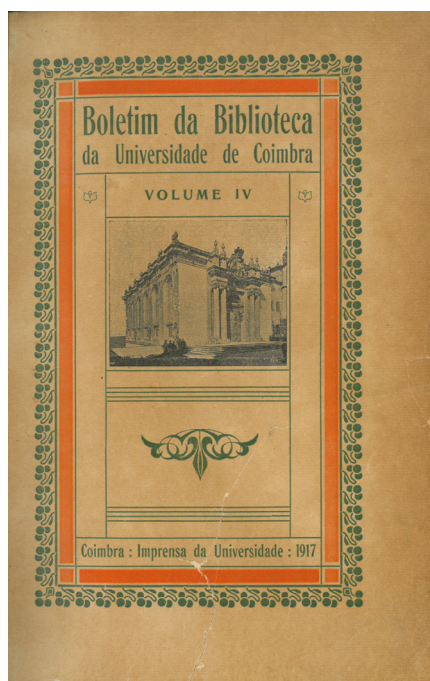 Boletim da Biblioteca
da Universidade de Coimbra
VOLUME IV
Coimbra : Imprensa da Universidade : 1917